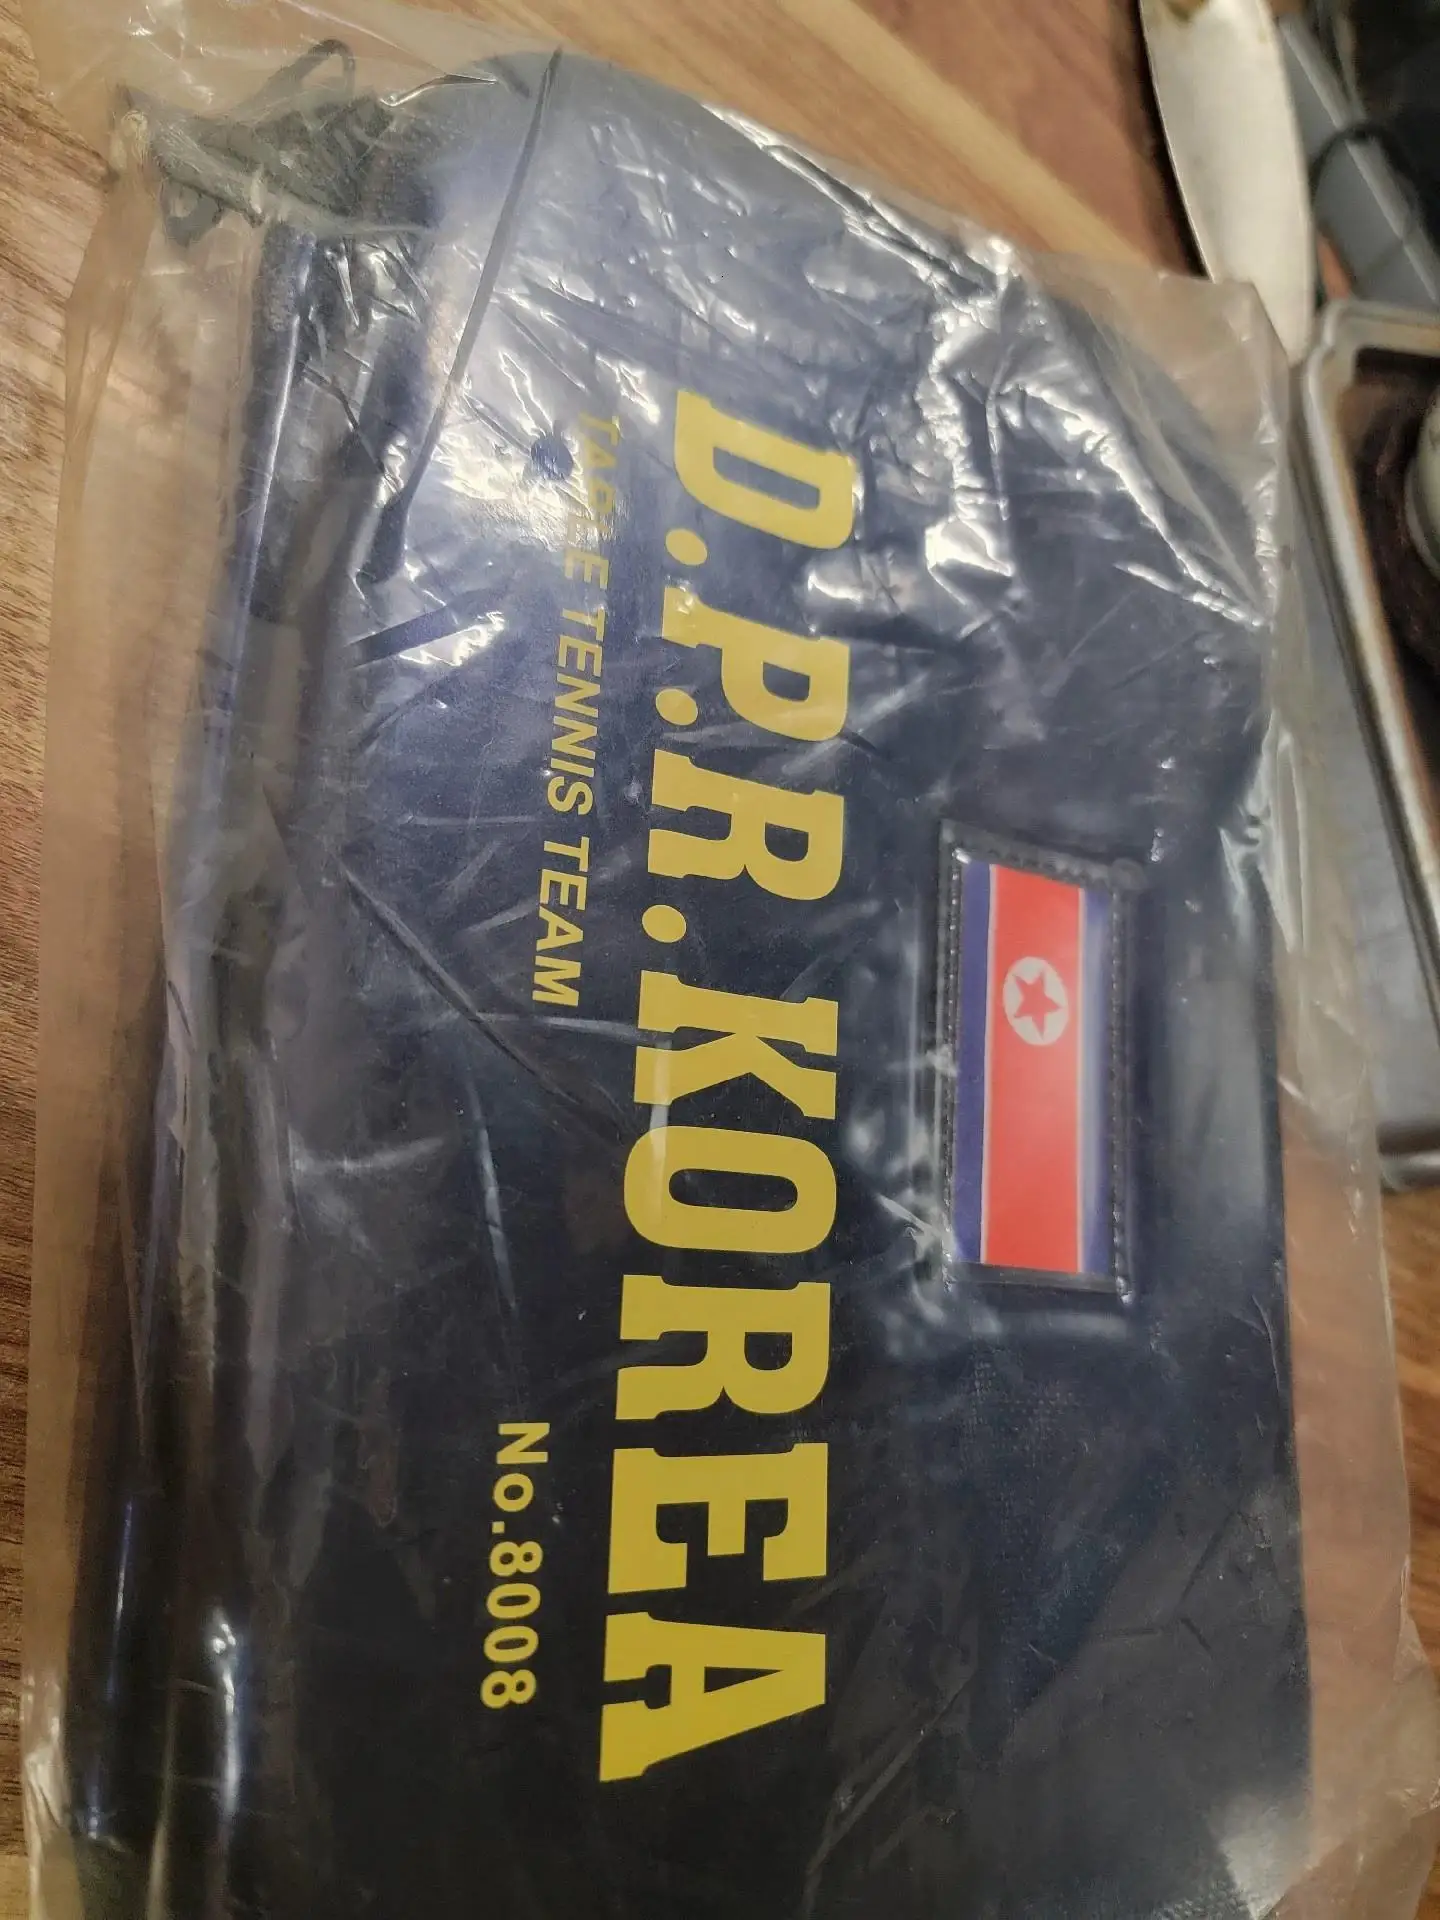 D.P.R.KOREA
TABLE TENNIS TEAM
No.8008